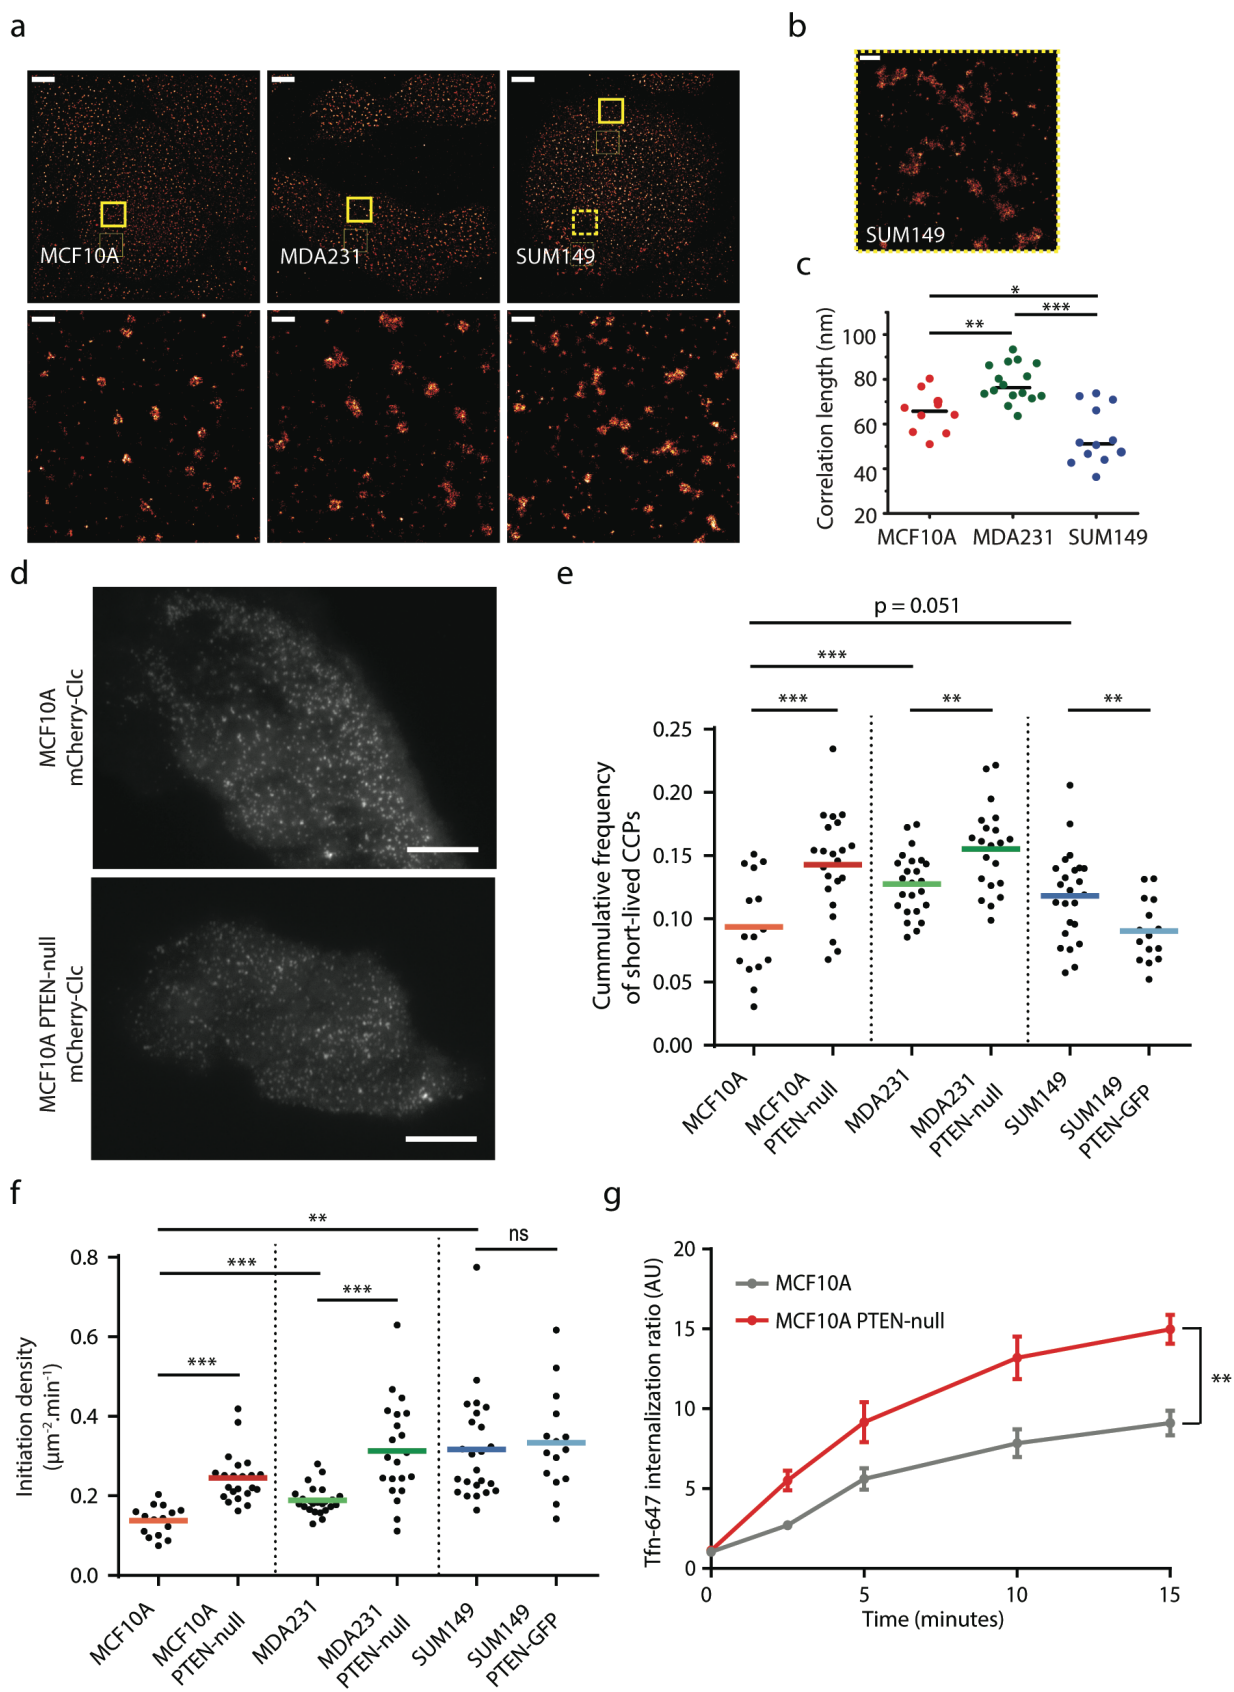 a
MCF10A
MDA231
SUM149
b
SUM149
c
Correlation length (nm)
100
80
60
40
20
*
***
**
MCF10A
MDA231
SUM149
d
MCF10A
mCherry-Clc
MCF10A PTEN-null
mCherry-Clc
e
p = 0.051
***
***
**
**
Cummulative frequency
of short-lived CCPs
0.25
0.20
0.15
0.10
0.05
0.00
MCF10A
MCF10A
PTEN-null
MDA231
MDA231
PTEN-null
SUM149
SUM149
PTEN-GFP
f
**
ns
***
***
***
Initiation density
(μm⁻².min⁻¹)
0.8
0.6
0.4
0.2
0.0
MCF10A
MCF10A
PTEN-null
MDA231
MDA231
PTEN-null
SUM149
SUM149
PTEN-GFP
g
Tfn-647 internalization ratio (AU)
20
15
10
5
0
MCF10A
MCF10A PTEN-null
**
0
5
10
15
Time (minutes)